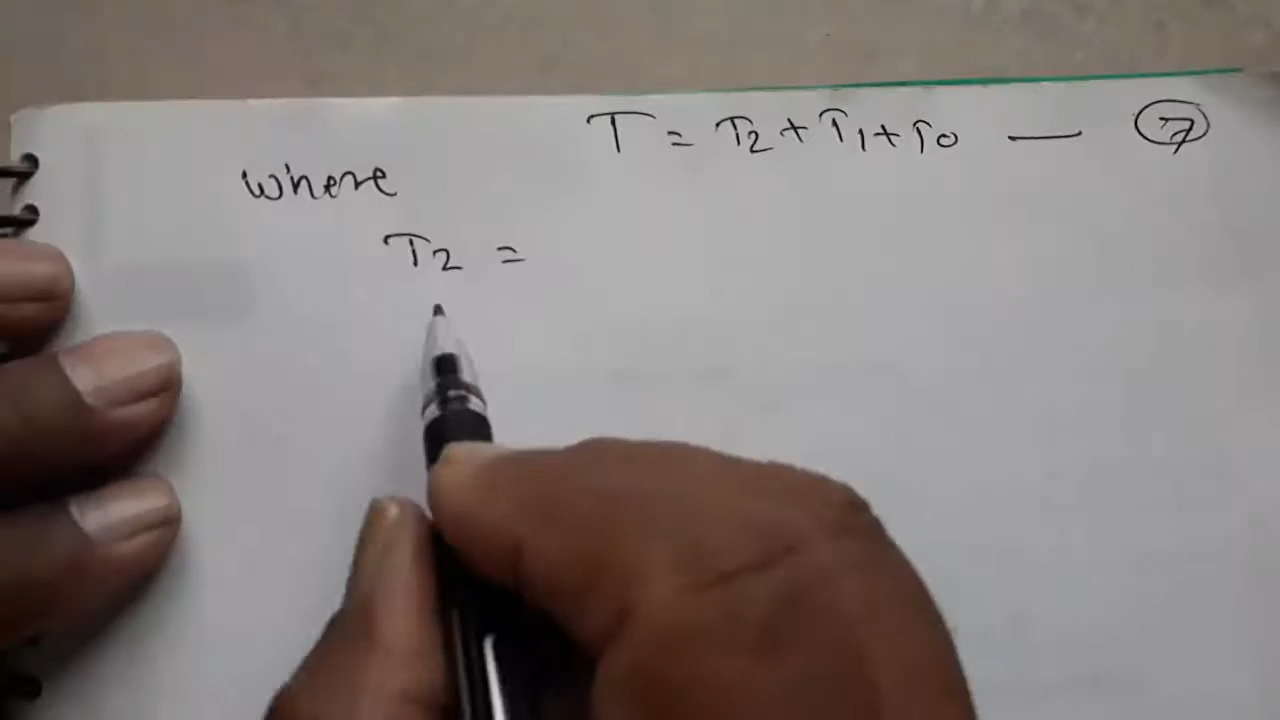 T = T2 + T1 + T0 — 7
where
T2 =